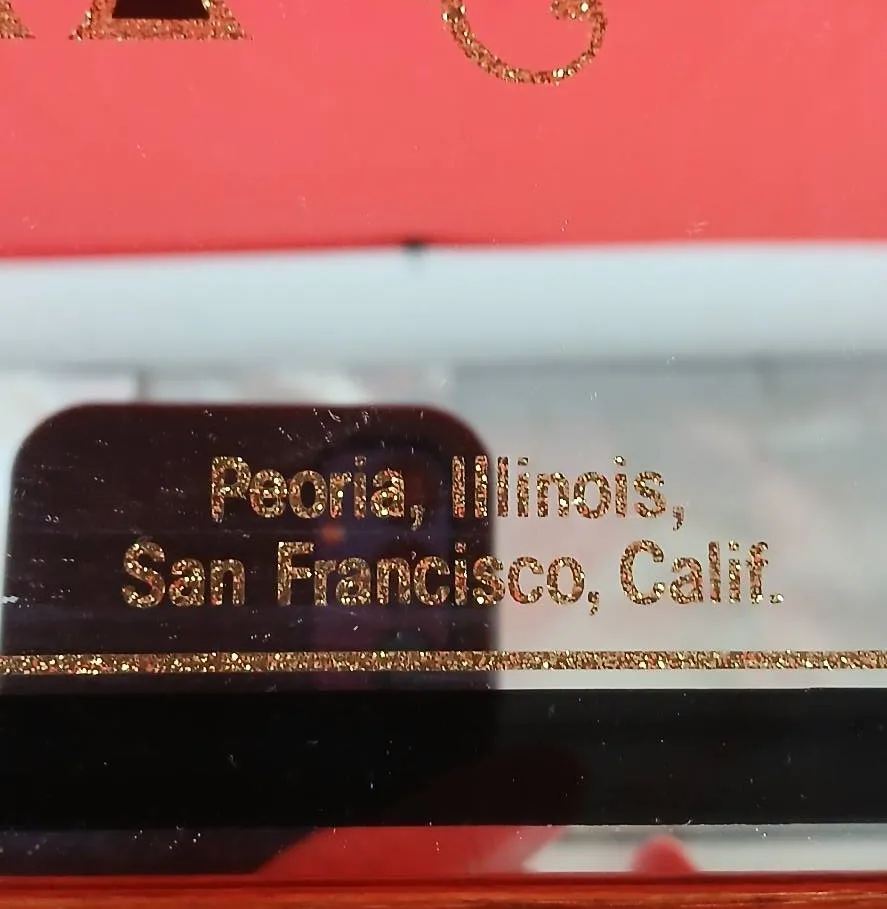 Peoria, Illinois,
San Francisco, Calif.